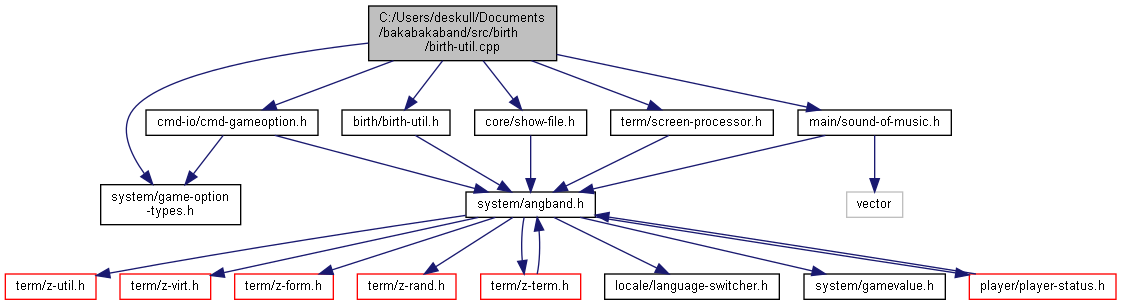 C:/Users/deskull/Documents
/bakabakaband/src/birth
/birth-util.cpp
cmd-io/cmd-gameoption.h
birth/birth-util.h
core/show-file.h
term/screen-processor.h
main/sound-of-music.h
system/game-option
-types.h
system/angband.h
vector
term/z-util.h
term/z-virt.h
term/z-form.h
term/z-rand.h
term/z-term.h
locale/language-switcher.h
system/gamevalue.h
player/player-status.h